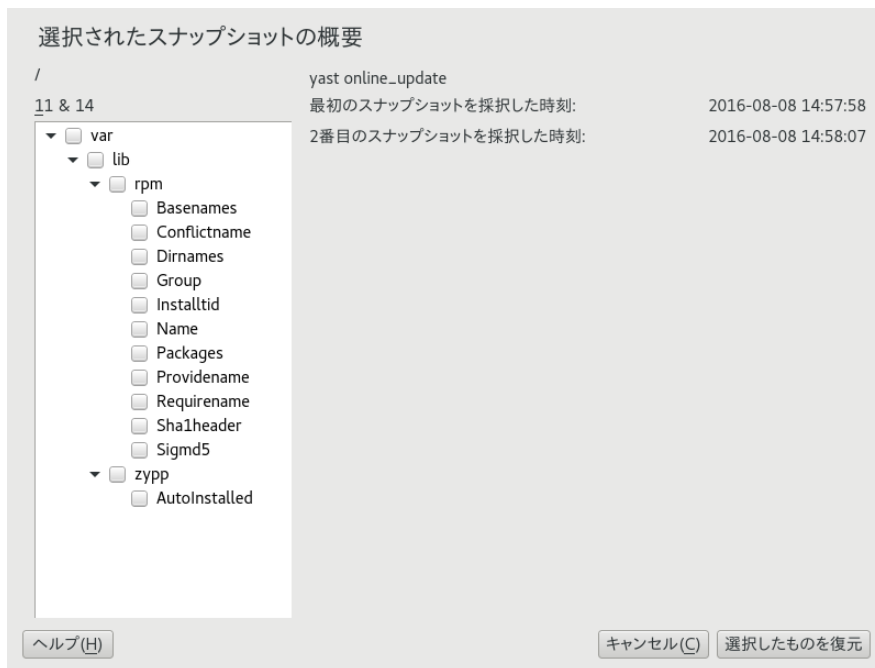 選択されたスナップショットの概要
/
yast online_update
11 & 14
最初のスナップショットを採択した時刻: 2016-08-08 14:57:58
2番目のスナップショットを採択した時刻: 2016-08-08 14:58:07
var
lib
rpm
Basenames
Conflictname
Dirnames
Group
Installtid
Name
Packages
Providename
Requirename
Sha1header
Sigmd5
zypp
AutoInstalled
ヘルプ(H)
キャンセル(C)
選択したものを復元